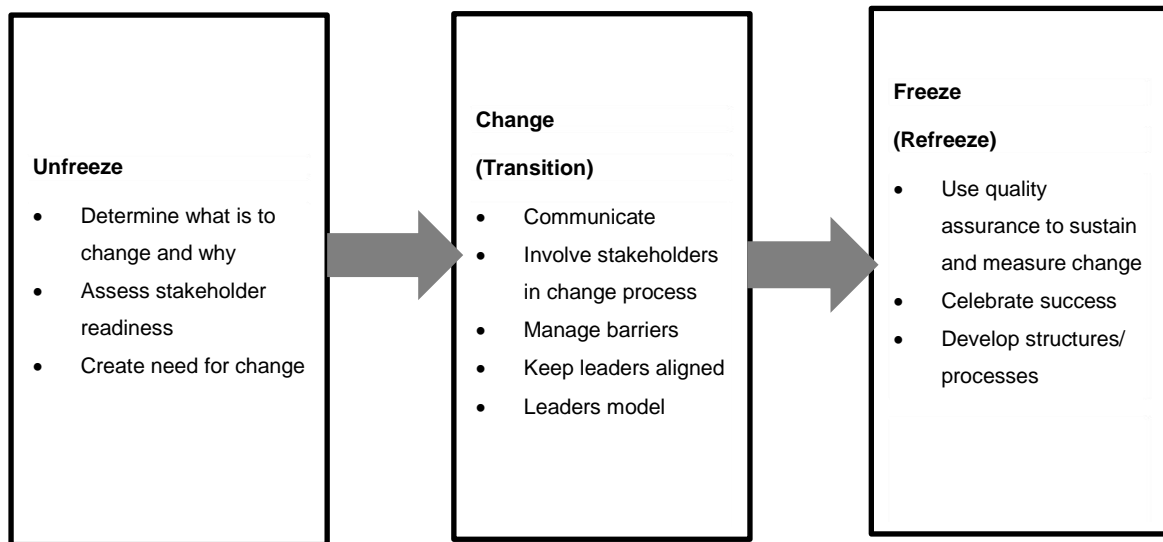 Unfreeze
• Determine what is to
change and why
• Assess stakeholder
readiness
• Create need for change
Change
(Transition)
• Communicate
• Involve stakeholders
in change process
• Manage barriers
• Keep leaders aligned
• Leaders model
Freeze
(Refreeze)
• Use quality
assurance to sustain
and measure change
• Celebrate success
• Develop structures/
processes